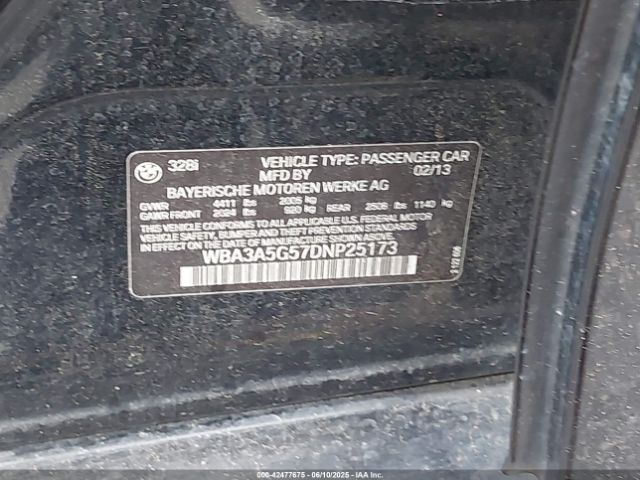 328i VEHICLE TYPE: PASSENGER CAR
MFD BY 02/13
BAYERISCHE MOTOREN WERKE AG
GVWR 4411 lbs 2005 kg
GAWR FRONT 2024 lbs 920 kg REAR 2508 lbs 1140 kg
THIS VEHICLE CONFORMS TO ALL APPLICABLE U.S. FEDERAL MOTOR
VEHICLE SAFETY, BUMPER, AND THEFT PREVENTION STANDARDS
IN EFFECT ON THE DATE OF MANUFACTURE SHOWN ABOVE.
WBA3A5G57DNP25173
000-42477675 - 06/10/2025 - IAA Inc.